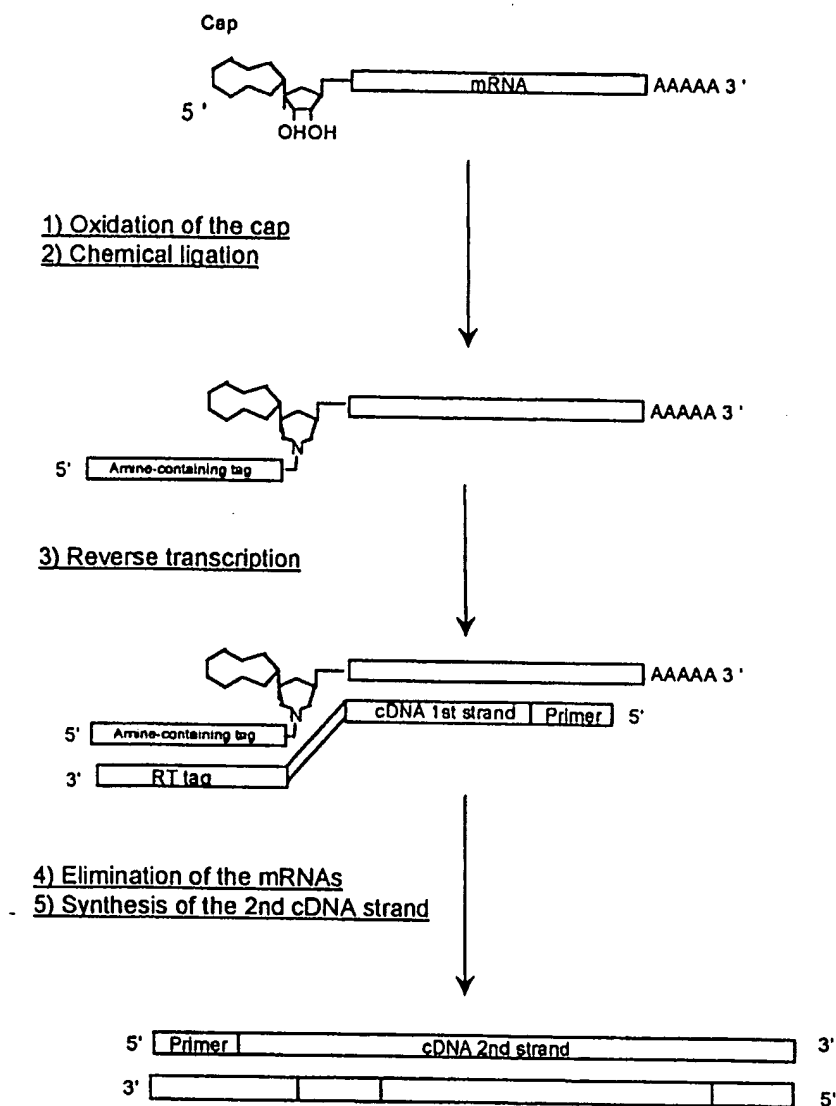 Cap
mRNA
AAAAA 3 '
5 '
OHOH
1) Oxidation of the cap
2) Chemical ligation
AAAAA 3 '
N
5' Amine-containing tag
3) Reverse transcription
AAAAA 3 '
N
cDNA 1st strand Primer 5'
5' Amine-containing tag
3' RT tag
4) Elimination of the mRNAs
5) Synthesis of the 2nd cDNA strand
5' Primer cDNA 2nd strand 3'
3' 5'